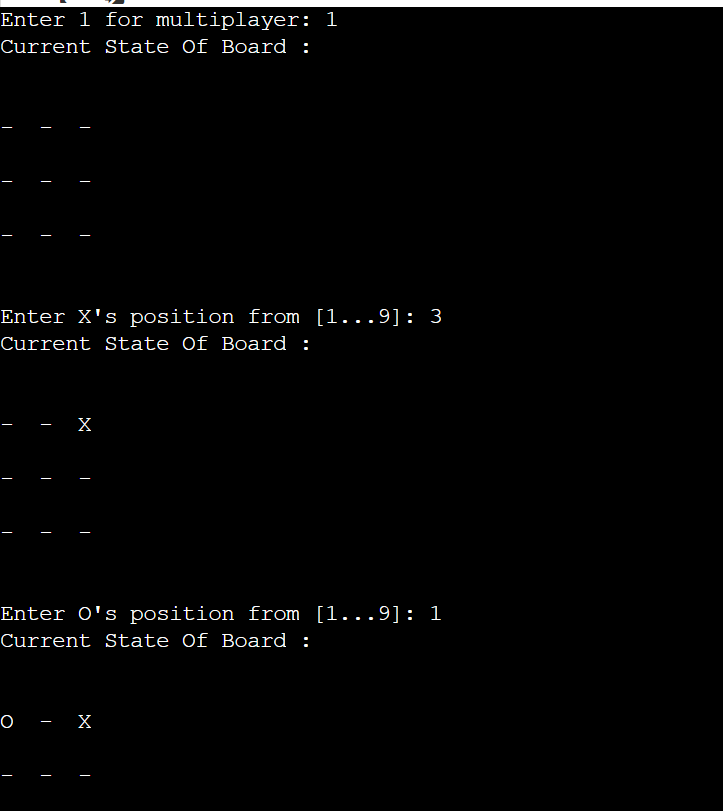 Enter 1 for multiplayer: 1
Current State Of Board :
- - -
- - -
- - -
Enter X's position from [1...9]: 3
Current State Of Board :
- - X
- - -
- - -
Enter O's position from [1...9]: 1
Current State Of Board :
O - X
- - -